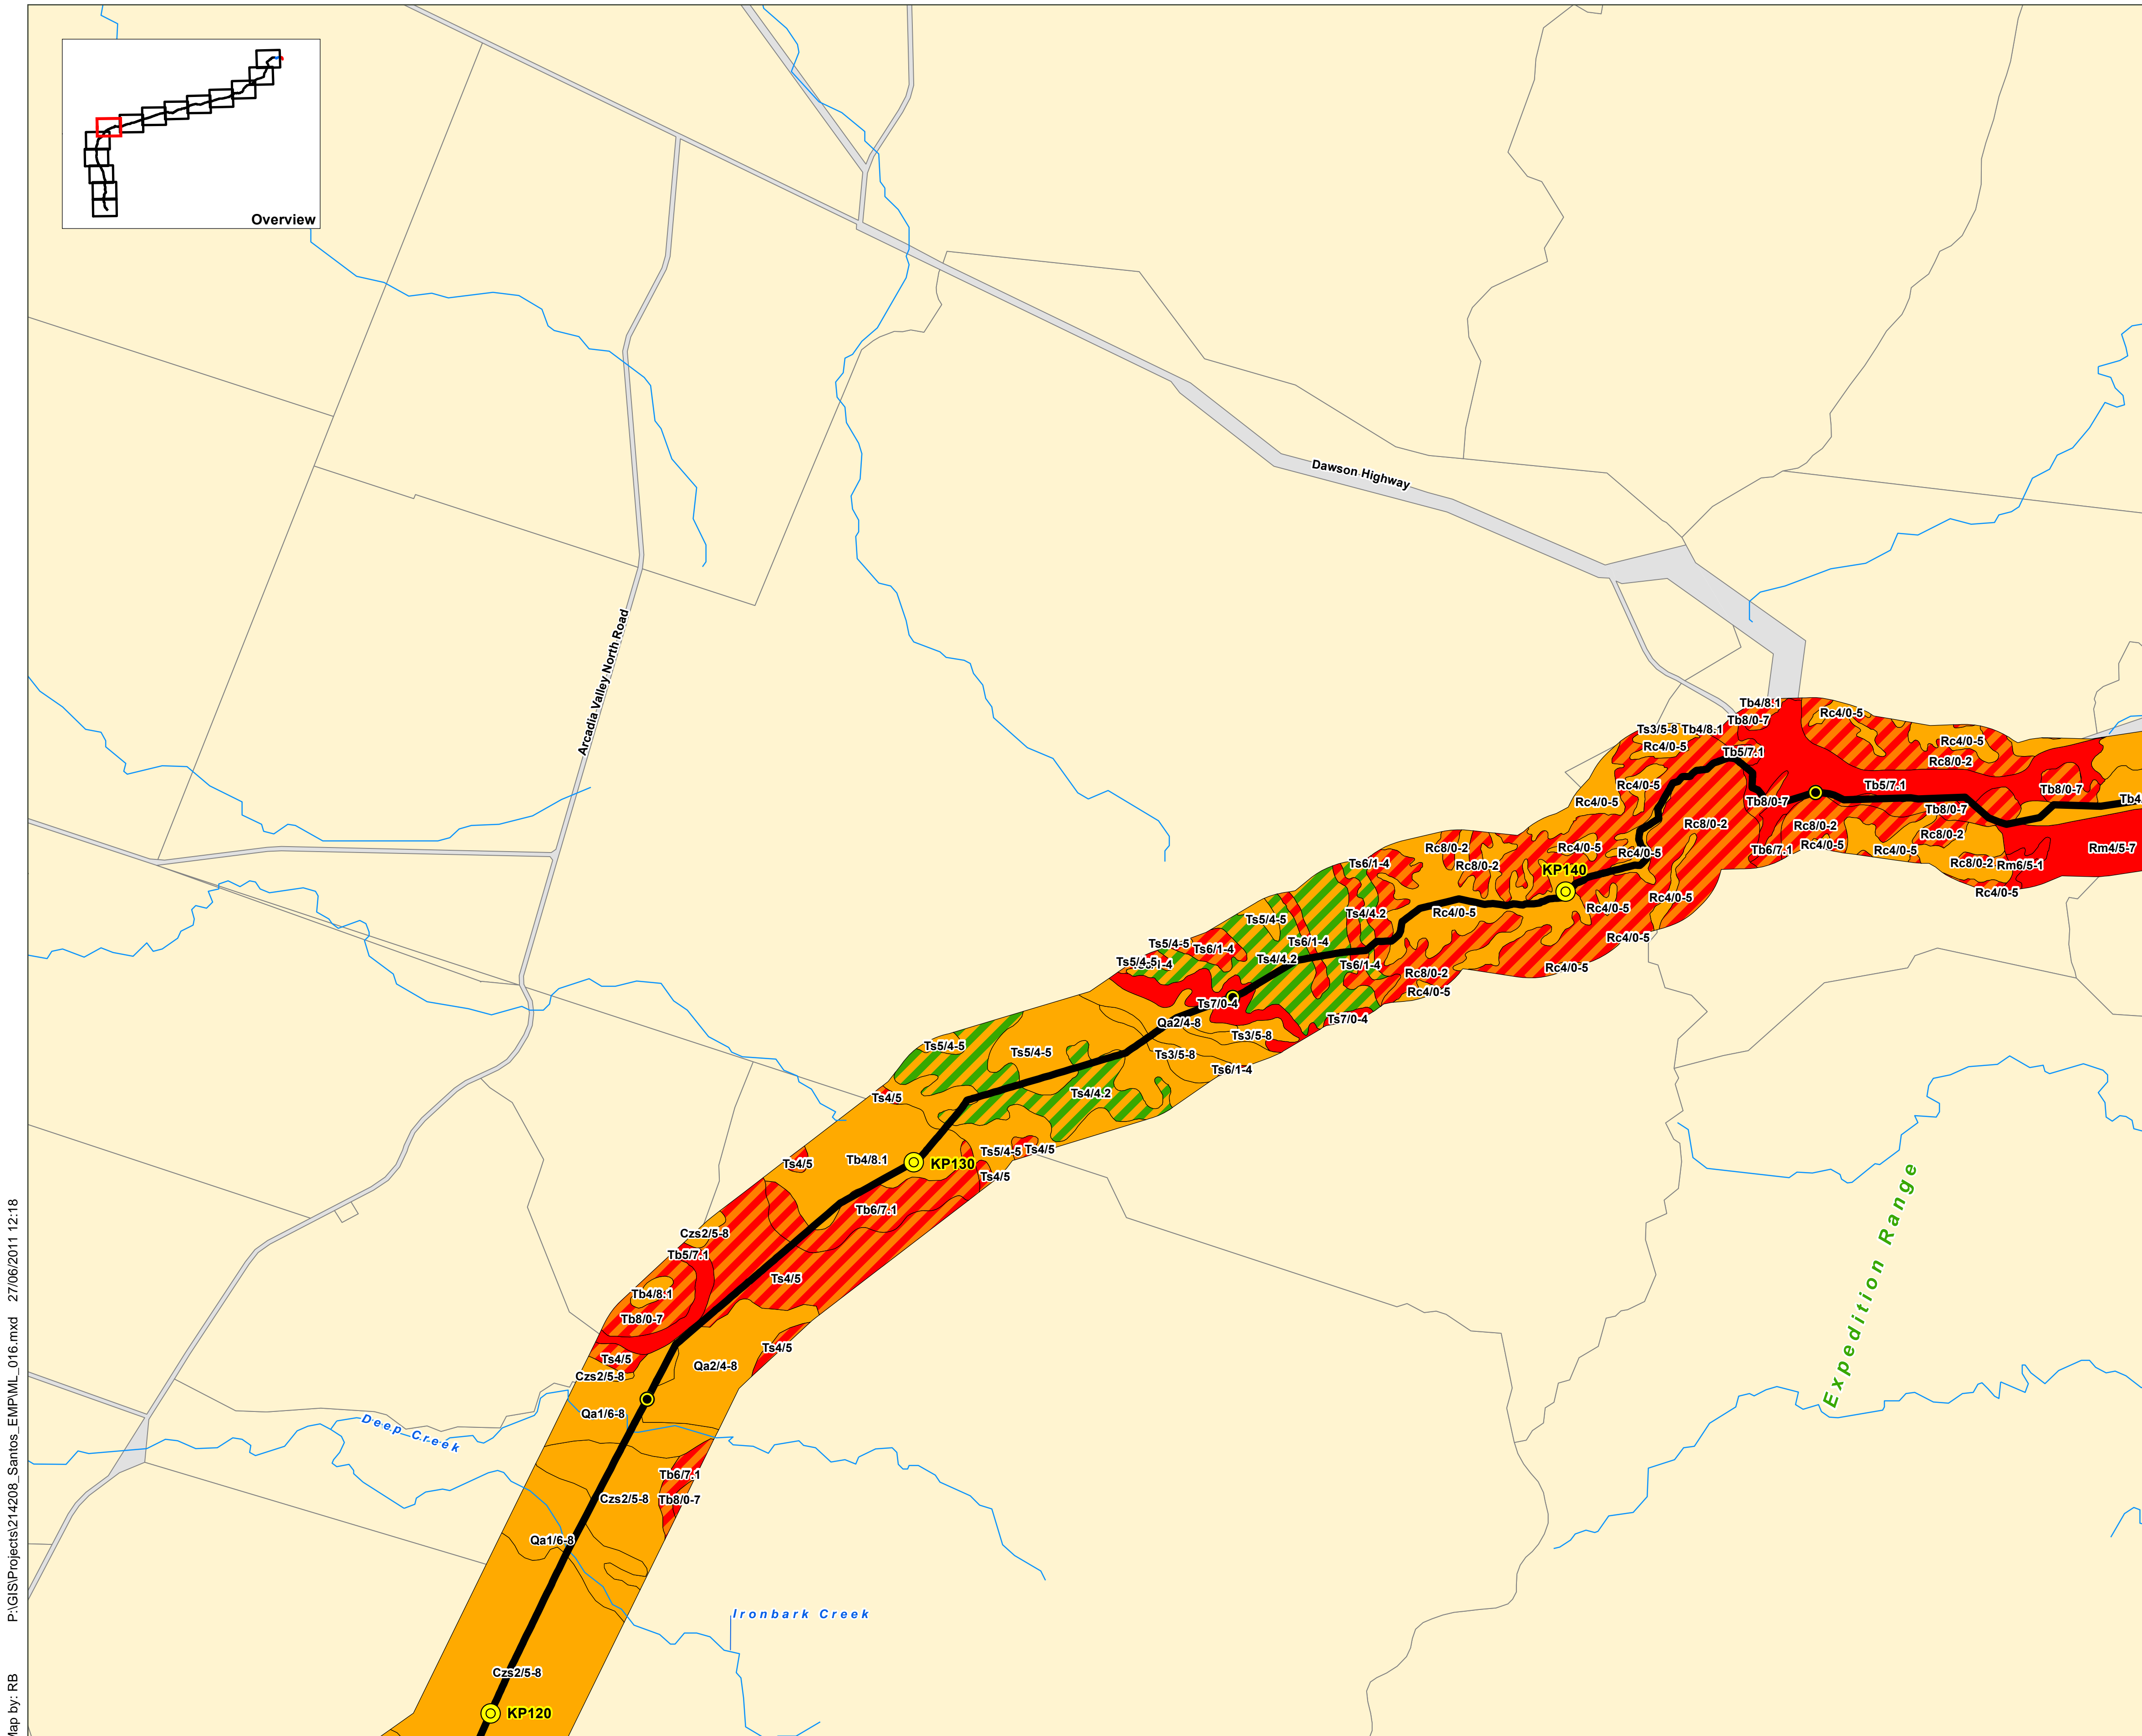 Overview
Dawson Highway
Arcadia Valley North Road
Tb4/8.1
Rc4/0-5
Tb8/0-7
Ts3/5-8
Tb4/8.1
Rc4/0-5
Rc4/0-5
Tb5/7.1
Rc8/0-2
Rc4/0-5
Tb5/7.1
Tb8/0-7
Rc4/0-5
Tb8/0-7
Tb8/0-7
Rc8/0-2
Rc8/0-2
Rc8/0-2
Rc4/0-5
Tb6/7.1
Rc4/0-5
Rm4/5-7
Rc8/0-2
Rc4/0-5
Rc4/0-5
Rc8/0-2
Rm6/5-1
Ts6/1-4
Rc8/0-2
KP140
Rc4/0-5
Rc4/0-5
Rc4/0-5
Ts4/4.2
Rc4/0-5
Ts5/4-5
Rc4/0-5
Ts5/4-5
Ts6/1-4
Ts6/1-4
Ts5/4-5
Ts4/4.2
Ts6/1-4
Rc4/0-5
Rc8/0-2
Rc4/0-5
Ts7/0-4
Ts7/0-4
Qa2/4-8
Ts3/5-8
Ts5/4-5
Ts5/4-5
Ts3/5-8
Ts6/1-4
Ts4/5
Ts4/4.2
Ts5/4-5
Ts4/5
Ts4/5
Tb4/8.1
KP130
Ts4/5
Tb6/7.1
Expedition Range
Czs2/5-8
Tb5/7.1
Ts4/5
Tb4/8.1
Tb8/0-7
Ts4/5
Ts4/5
Qa2/4-8
Czs2/5-8
Qa1/6-8
Deep Creek
Tb6/7.1
Czs2/5-8
Tb8/0-7
Qa1/6-8
Ironbark Creek
Czs2/5-8
KP120
P:\GIS\Projects\214208_Santos_EMP\ML_016.mxd 27/06/2011 12:18
Map by: RB